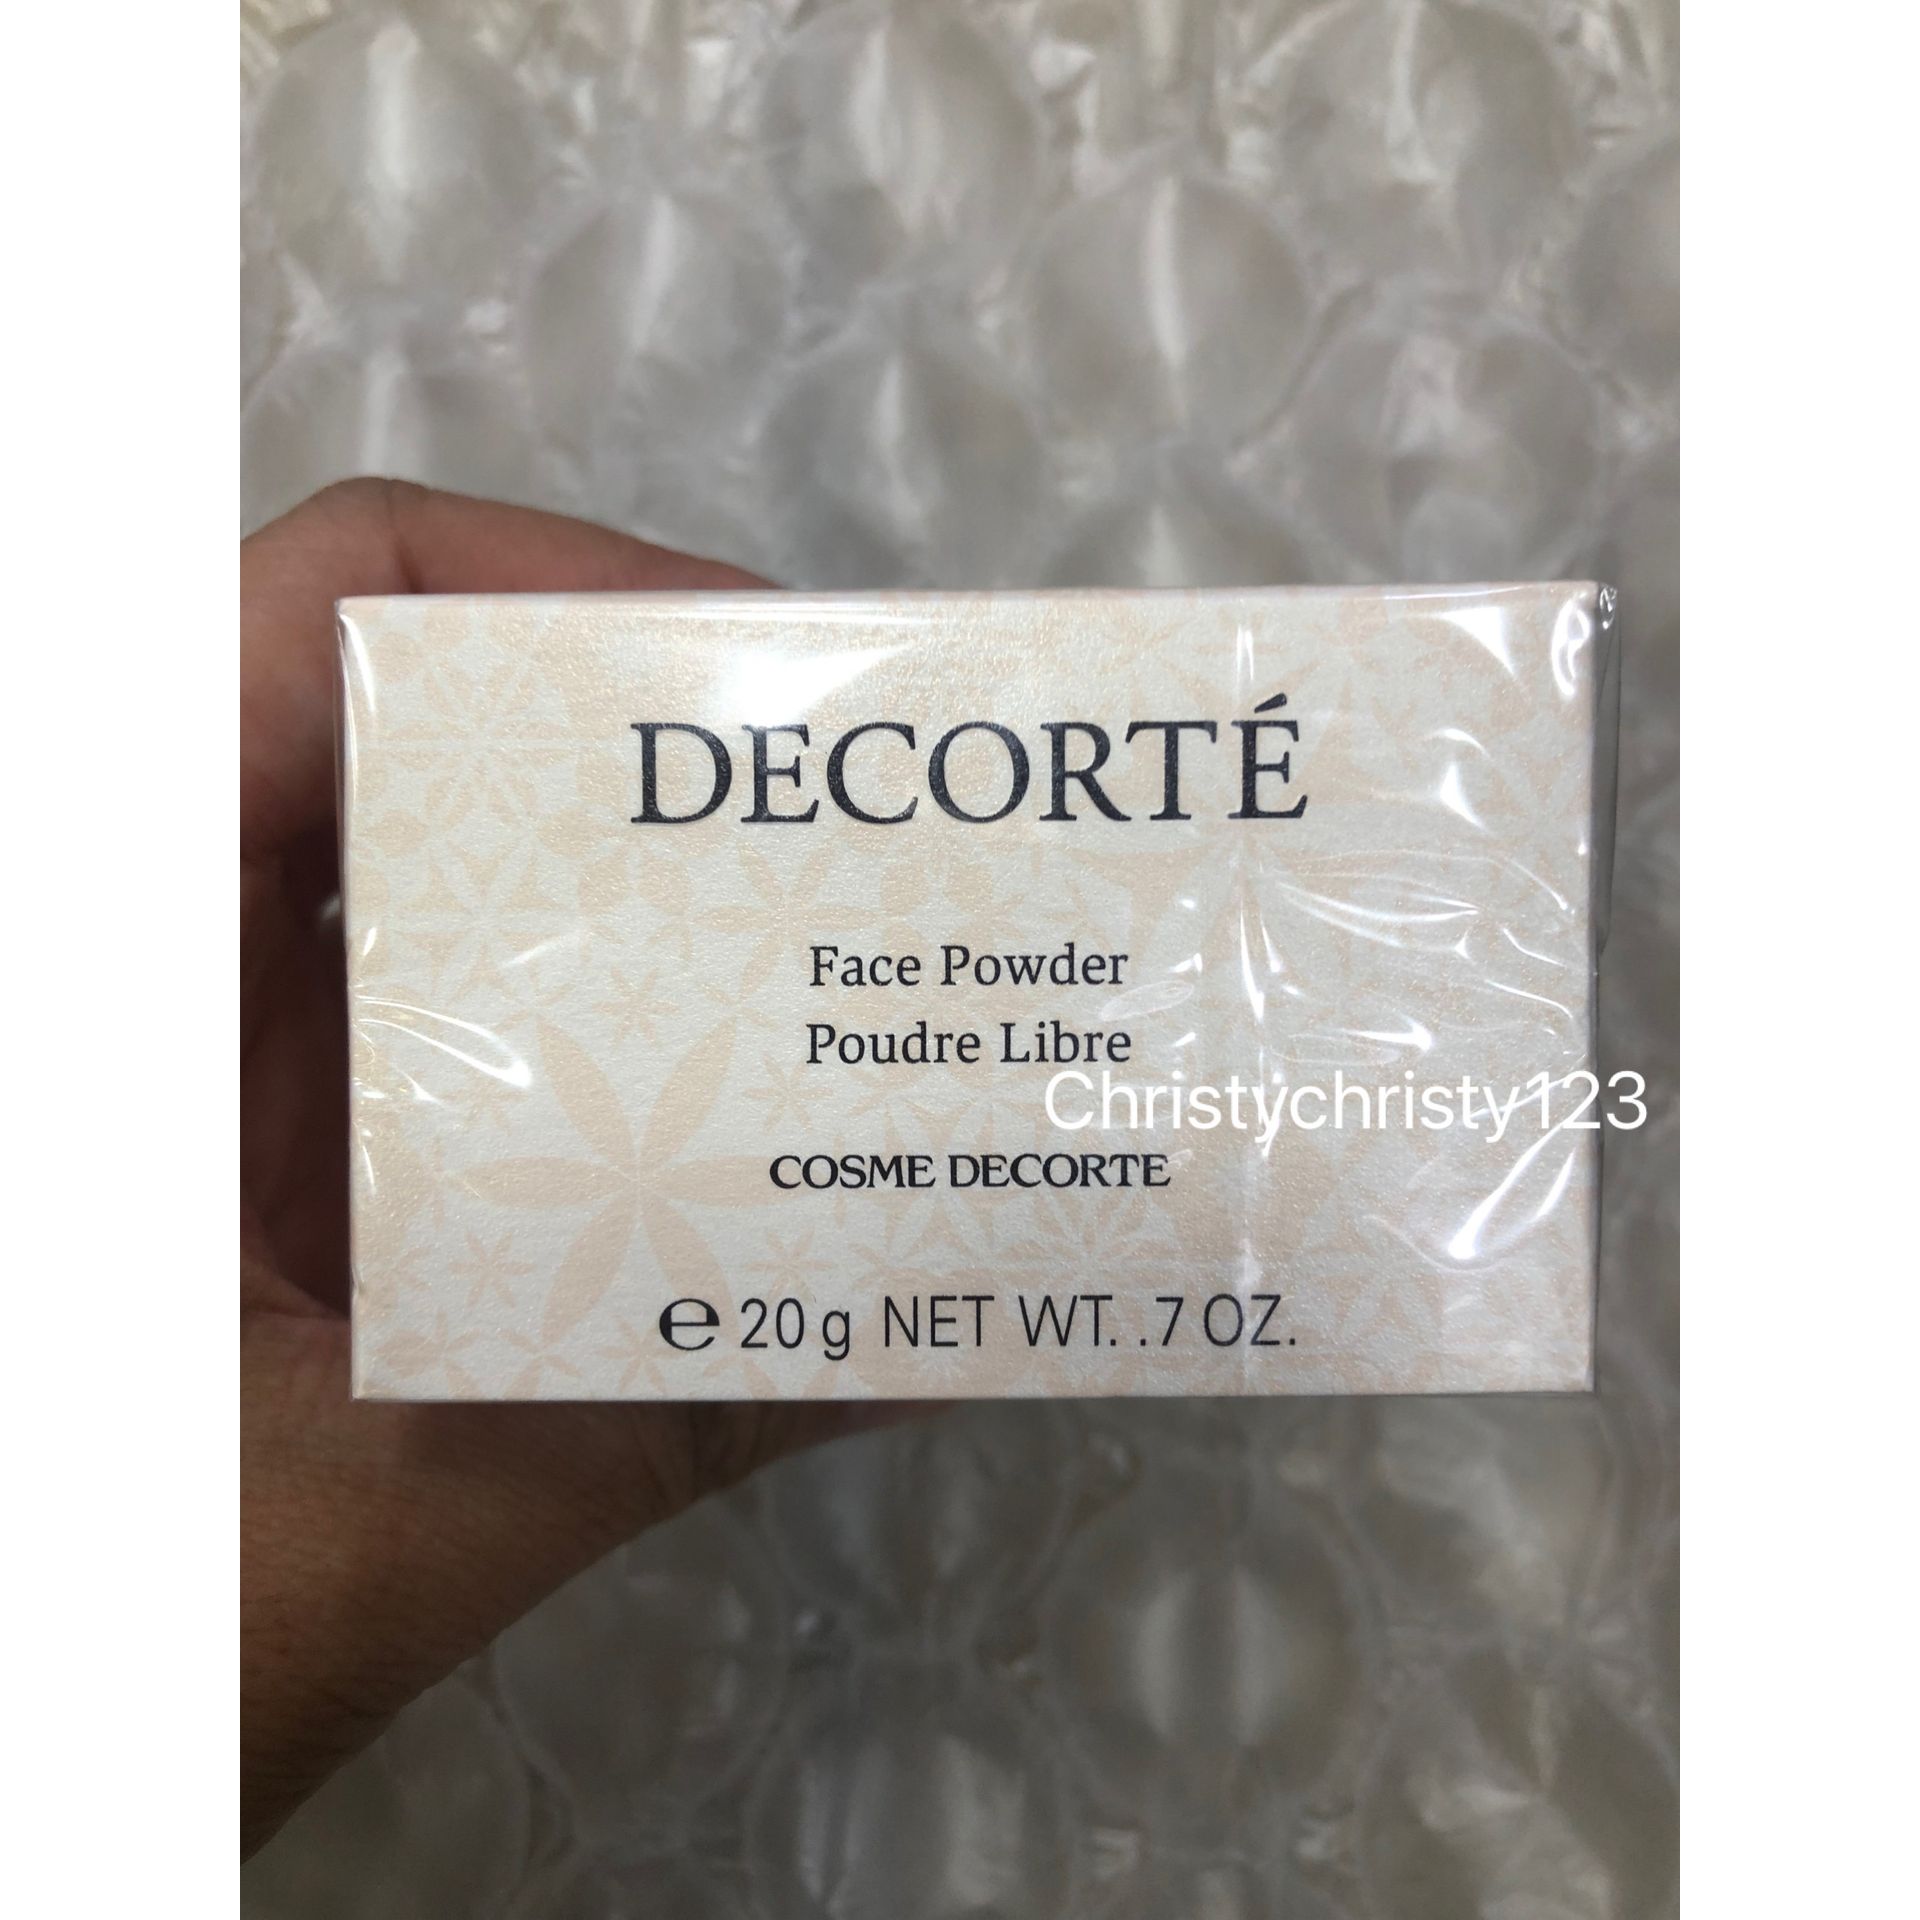 DECORTÉ
Face Powder
Poudre Libre
Christychristy123
COSME DECORTE
℮ 20 g NET WT. .7 OZ.